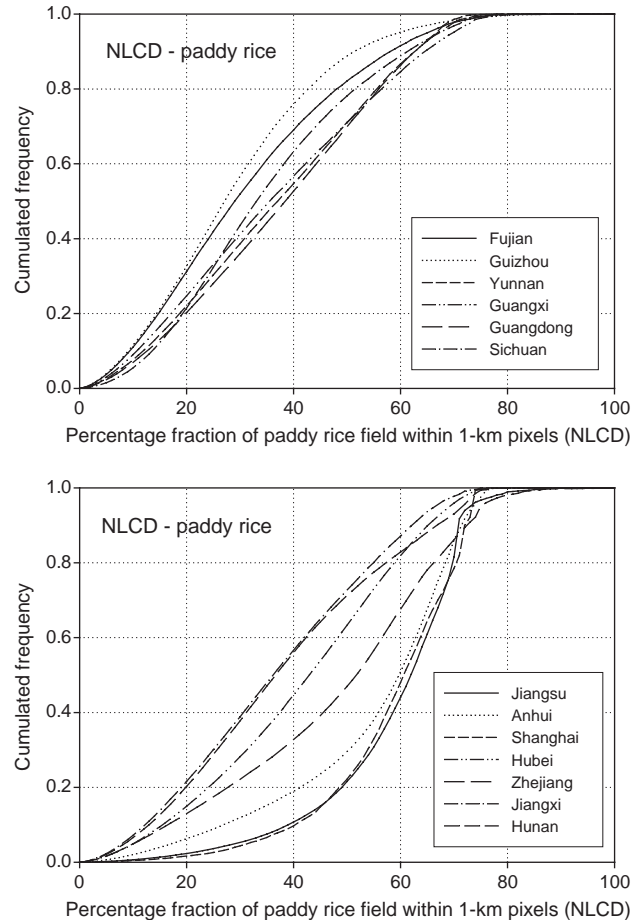 NLCD - paddy rice
Cumulated frequency
1.0
0.8
0.6
0.4
0.2
0.0
Fujian
Guizhou
Yunnan
Guangxi
Guangdong
Sichuan
0 20 40 60 80 100
Percentage fraction of paddy rice field within 1-km pixels (NLCD)
NLCD - paddy rice
Cumulated frequency
1.0
0.8
0.6
0.4
0.2
0.0
Jiangsu
Anhui
Shanghai
Hubei
Zhejiang
Jiangxi
Hunan
0 20 40 60 80 100
Percentage fraction of paddy rice field within 1-km pixels (NLCD)